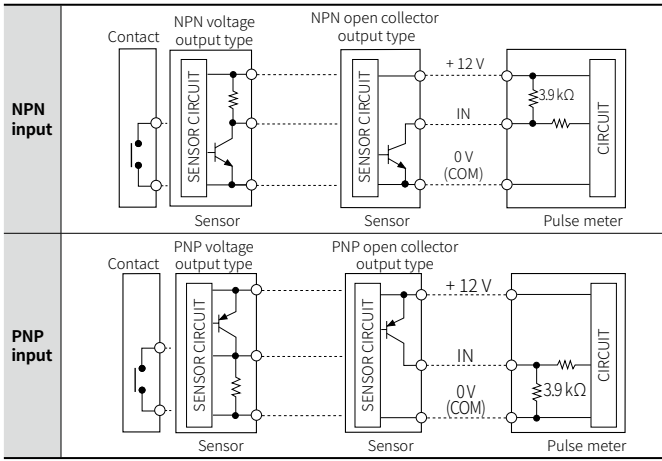 NPN
input
Contact
NPN voltage
output type
SENSOR CIRCUIT
Sensor
NPN open collector
output type
SENSOR CIRCUIT
Sensor
+ 12 V
IN
0 V
(COM)
3.9 kΩ
CIRCUIT
Pulse meter
PNP
input
Contact
PNP voltage
output type
SENSOR CIRCUIT
Sensor
PNP open collector
output type
SENSOR CIRCUIT
Sensor
+ 12 V
IN
0 V
(COM)
3.9 kΩ
CIRCUIT
Pulse meter